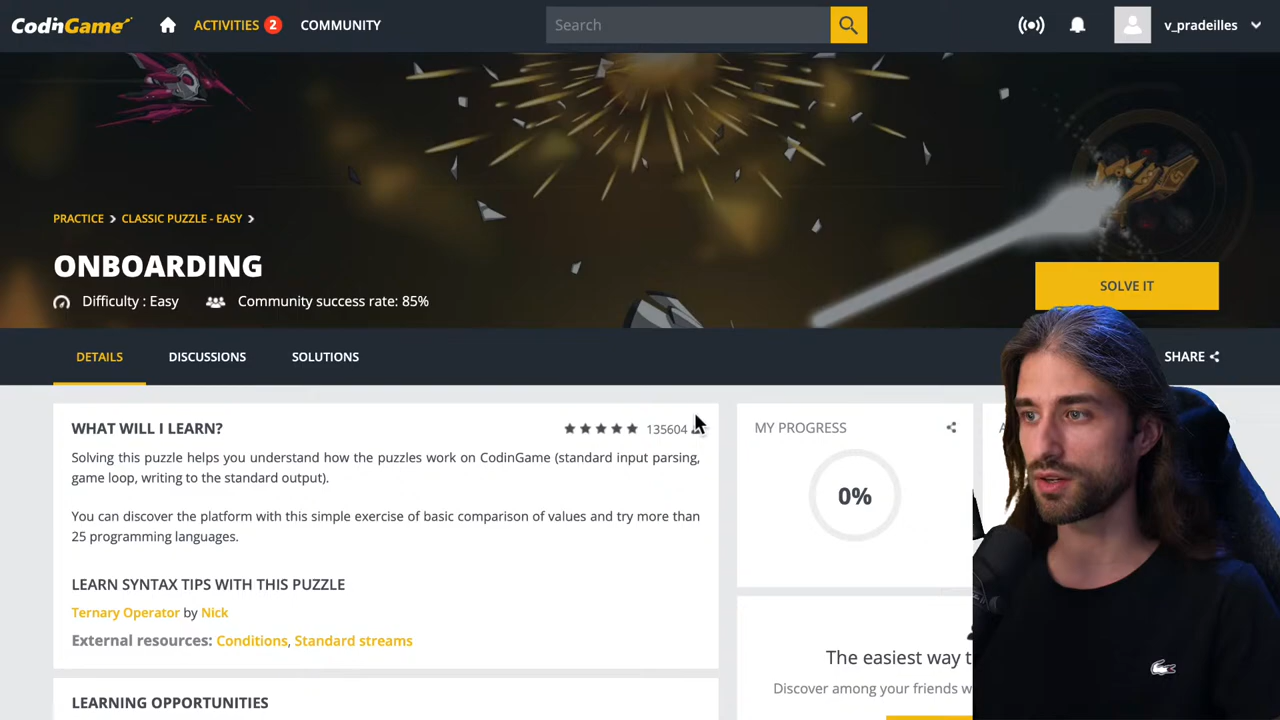 CODINGAME
ACTIVITIES 2
COMMUNITY
Search
v_pradeilles
PRACTICE
CLASSIC PUZZLE - EASY
ONBOARDING
Difficulty : Easy
Community success rate: 85%
SOLVE IT
DETAILS
DISCUSSIONS
SOLUTIONS
SHARE
WHAT WILL I LEARN?
135604
Solving this puzzle helps you understand how the puzzles work on CodinGame (standard input parsing,
game loop, writing to the standard output).
You can discover the platform with this simple exercise of basic comparison of values and try more than
25 programming languages.
LEARN SYNTAX TIPS WITH THIS PUZZLE
Ternary Operator by Nick
External resources: Conditions, Standard streams
LEARNING OPPORTUNITIES
MY PROGRESS
0%
The easiest way t
Discover among your friends w